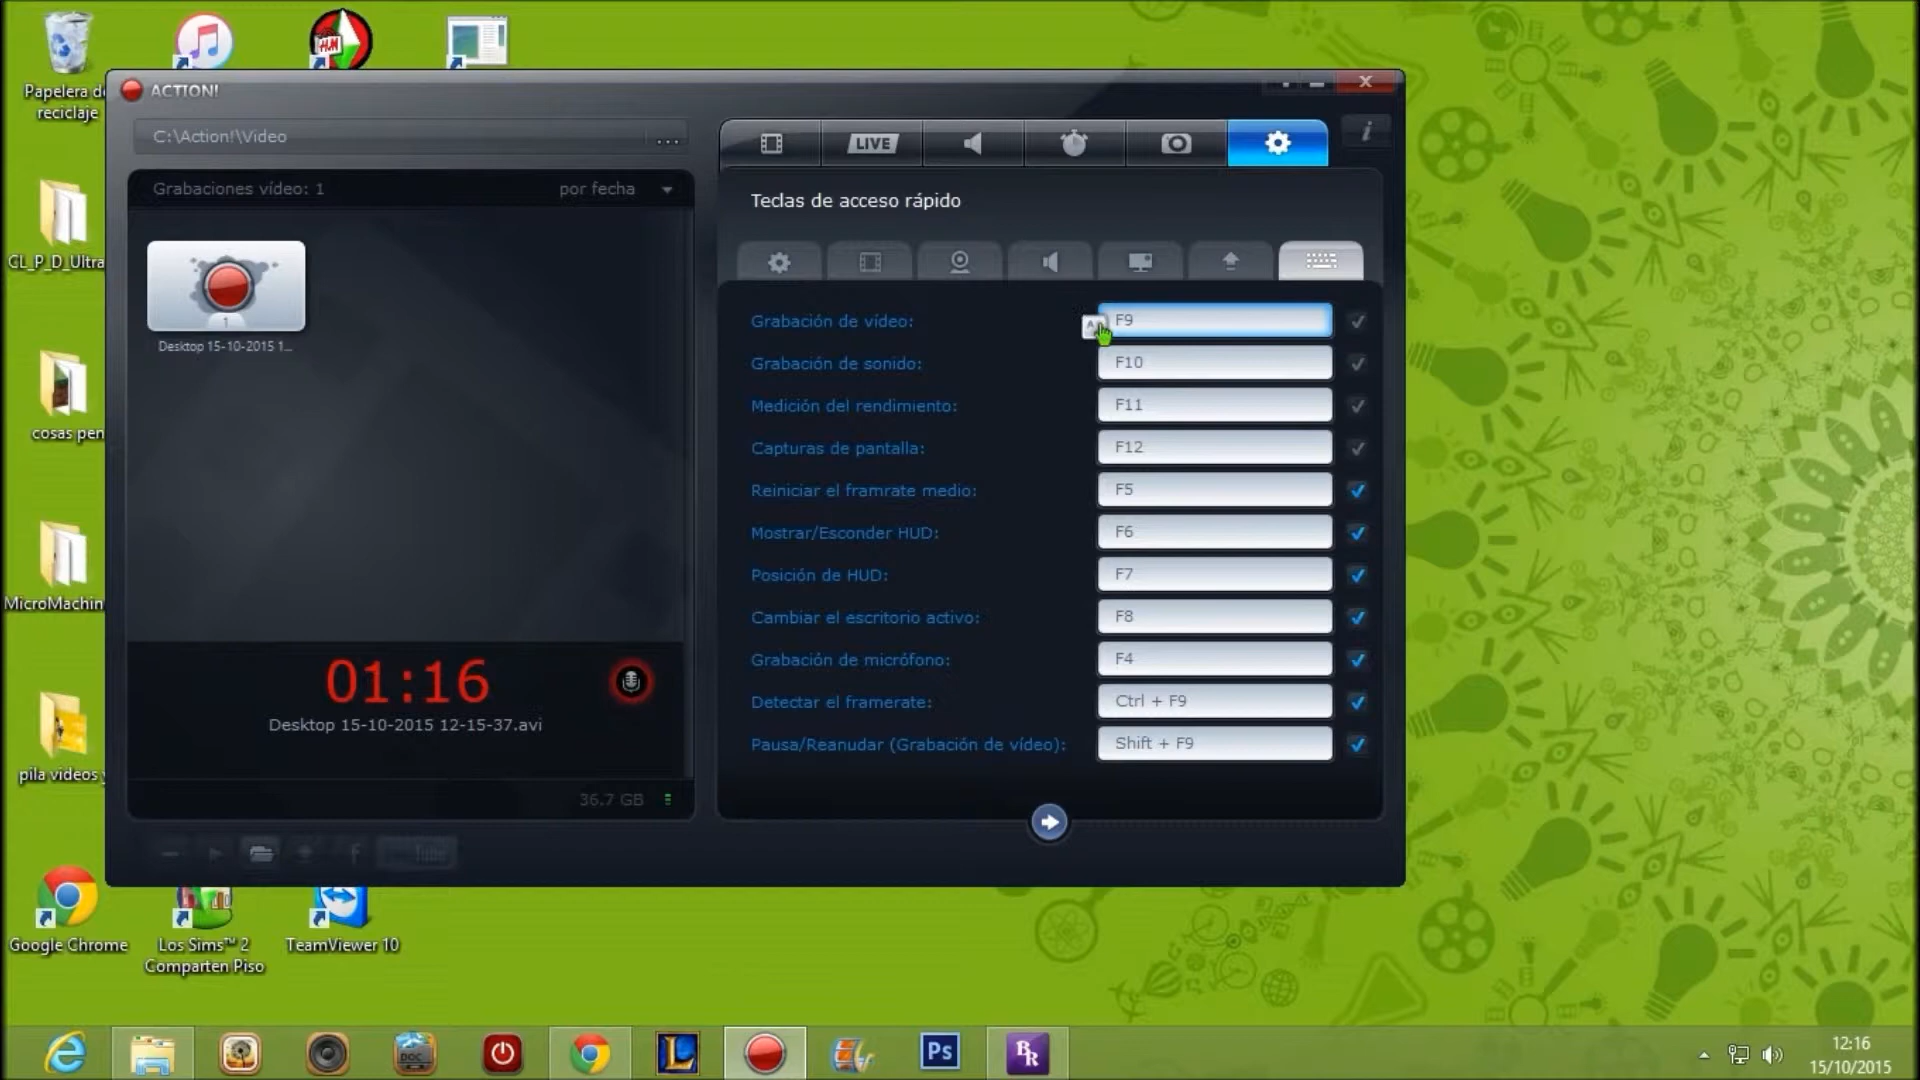 Papelera de
reciclaje
CL_P_D_Ultra
cosas pen
MicroMachin
pila videos y
Google Chrome
Los Sims™ 2
Comparten Piso
TeamViewer 10
ACTION!
C:\Action!\Video
...
Grabaciones vídeo: 1
por fecha
1
Desktop 15-10-2015 1...
01:16
Desktop 15-10-2015 12-15-37.avi
36.7 GB
LIVE
i
Teclas de acceso rápido
Grabación de vídeo: F9
Grabación de sonido: F10
Medición del rendimiento: F11
Capturas de pantalla: F12
Reiniciar el framrate medio: F5
Mostrar/Esconder HUD: F6
Posición de HUD: F7
Cambiar el escritorio activo: F8
Grabación de micrófono: F4
Detectar el framerate: Ctrl + F9
Pausa/Reanudar (Grabación de vídeo): Shift + F9
DOC
L
Ps
BR
12:16
15/10/2015